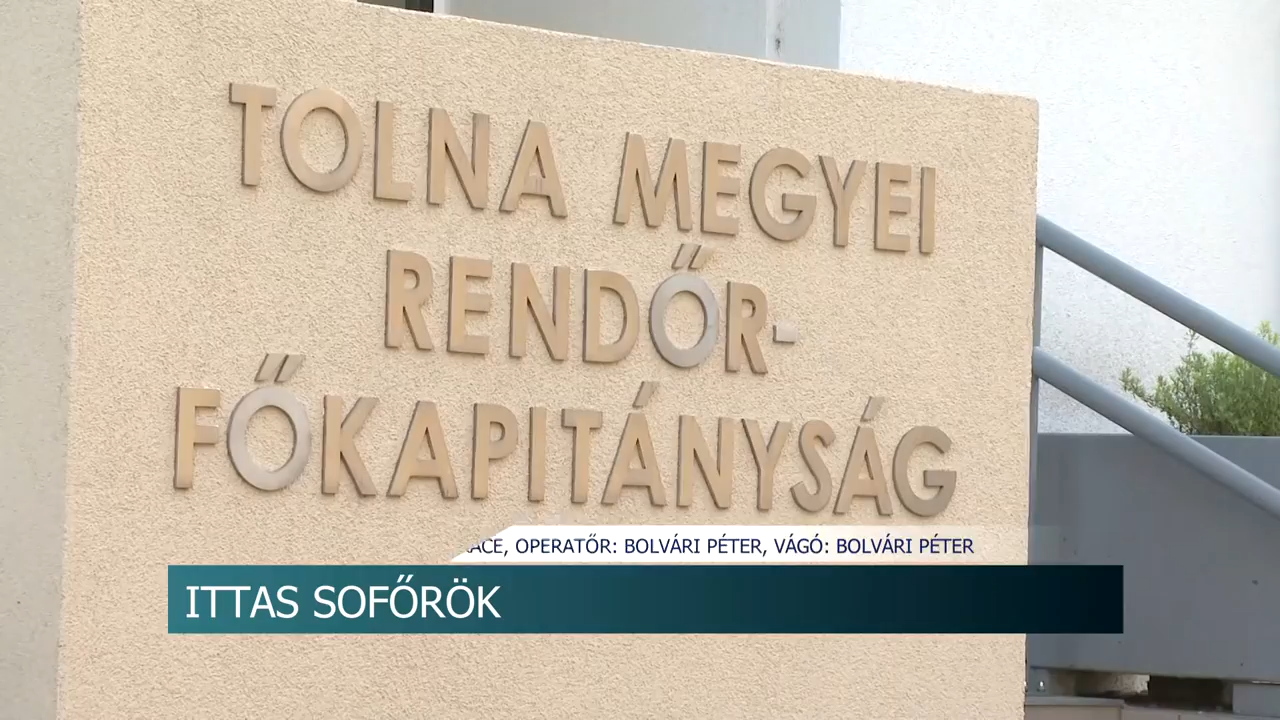 TOLNA MEGYEI
RENDŐR-
FŐKAPITÁNYSÁG
OPERATŐR: BOLVÁRI PÉTER, VÁGÓ: BOLVÁRI PÉTER
ITTAS SOFŐRÖK